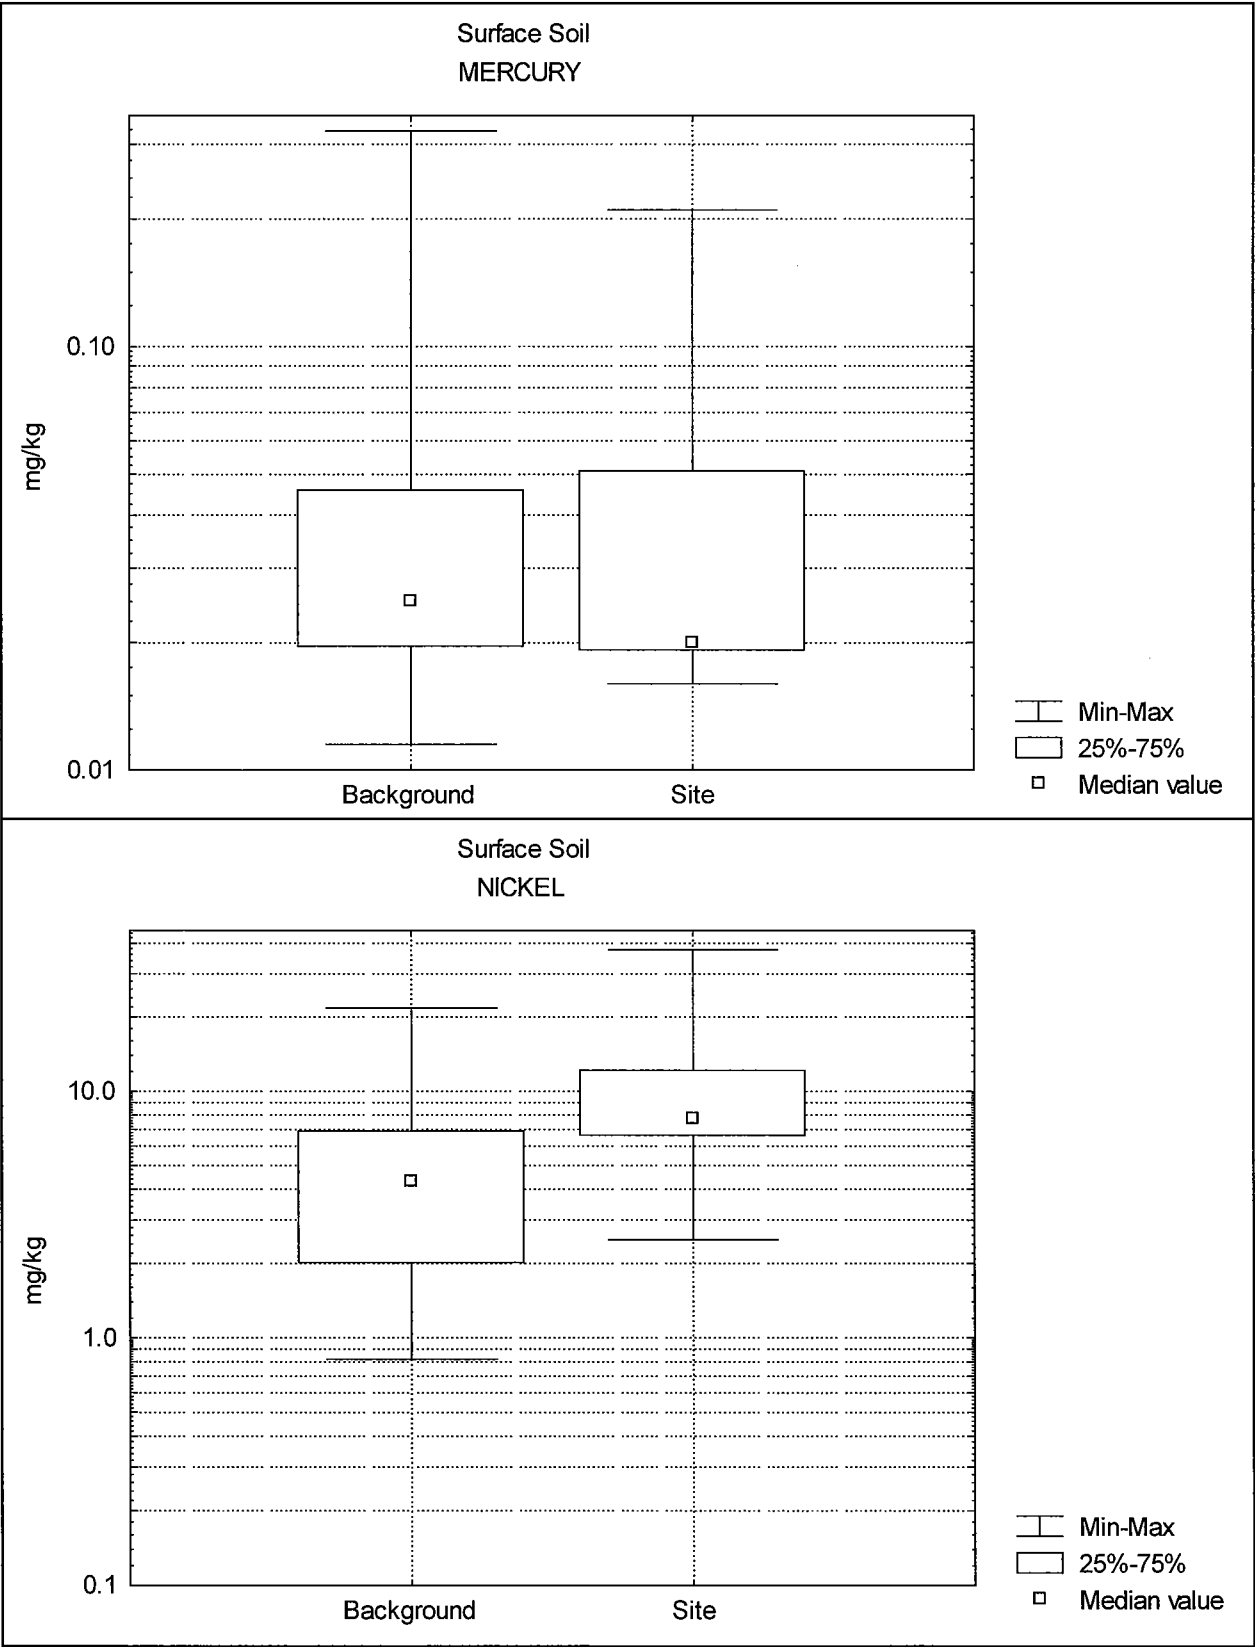 Surface Soil
MERCURY
0.10
mg/kg
0.01
Background
Site
Min-Max
25%-75%
Median value
Surface Soil
NICKEL
10.0
mg/kg
1.0
0.1
Background
Site
Min-Max
25%-75%
Median value